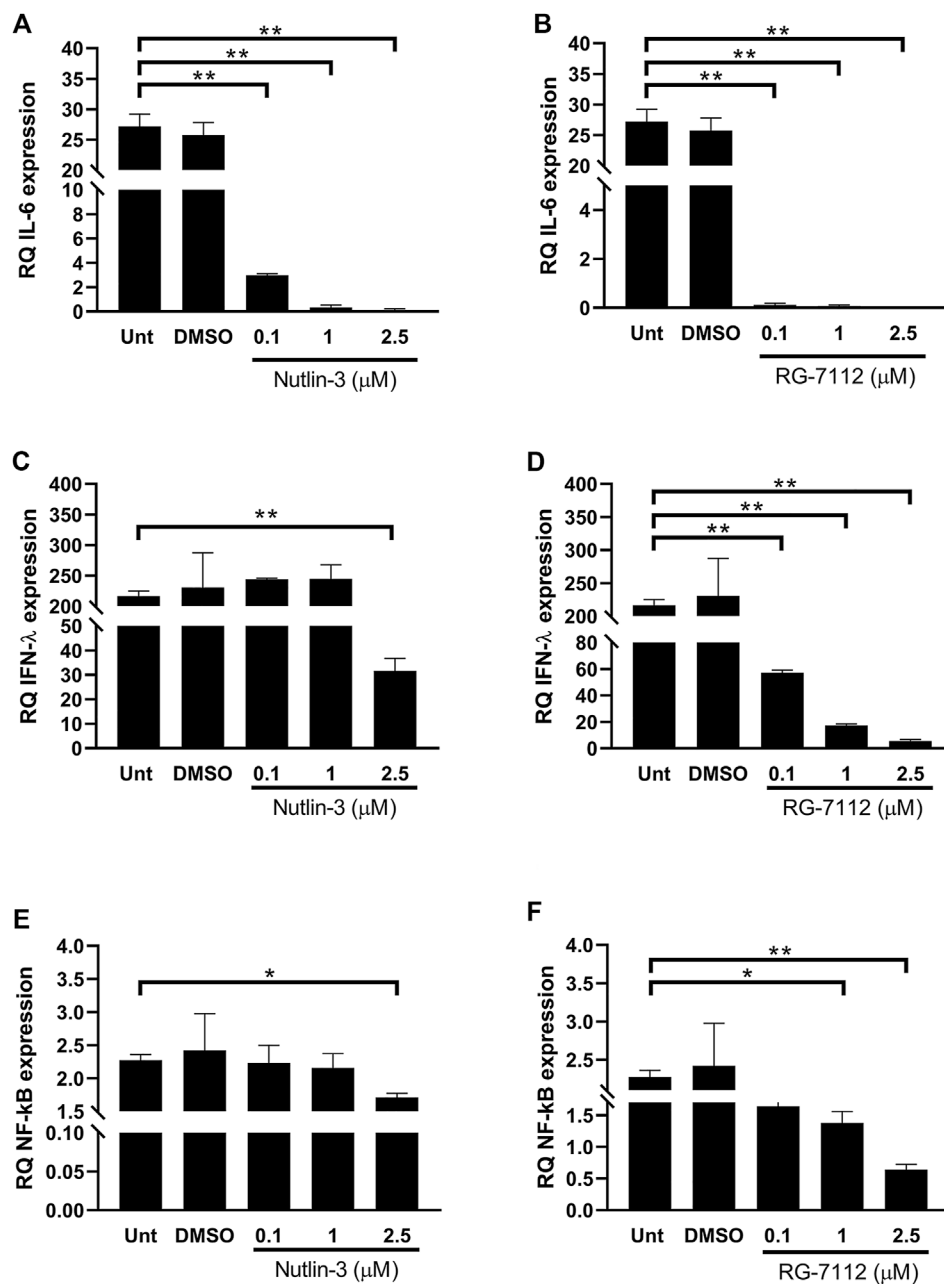 A
RQ IL-6 expression
40
35
30
25
20
10
8
6
4
2
0
**
**
**
Unt DMSO 0.1 1 2.5
Nutlin-3 (μM)
B
RQ IL-6 expression
40
35
30
25
20
4
2
0
**
**
**
Unt DMSO 0.1 1 2.5
RG-7112 (μM)
C
RQ IFN-λ expression
400
350
300
250
200
50
40
30
20
10
0
**
Unt DMSO 0.1 1 2.5
Nutlin-3 (μM)
D
RQ IFN-λ expression
400
350
300
250
200
80
60
40
20
0
**
**
**
Unt DMSO 0.1 1 2.5
RG-7112 (μM)
E
RQ NF-kB expression
4.0
3.5
3.0
2.5
2.0
1.5
0.10
0.05
0.00
*
Unt DMSO 0.1 1 2.5
Nutlin-3 (μM)
F
RQ NF-kB expression
4.0
3.5
3.0
2.5
1.5
1.0
0.5
0.0
**
*
Unt DMSO 0.1 1 2.5
RG-7112 (μM)